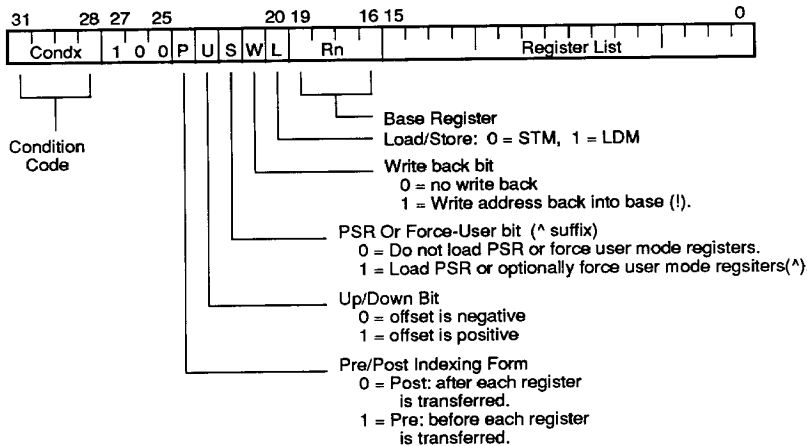 31 28 27 25 20 19 16 15 0
Condx 1 0 0 P U S W L Rn Register List
Base Register
Load/Store: 0 = STM, 1 = LDM
Condition
Code
Write back bit
0 = no write back
1 = Write address back into base (!).
PSR Or Force-User bit (^ suffix)
0 = Do not load PSR or force user mode registers.
1 = Load PSR or optionally force user mode regsiters(^)
Up/Down Bit
0 = offset is negative
1 = offset is positive
Pre/Post Indexing Form
0 = Post: after each register
is transferred.
1 = Pre: before each register
is transferred.